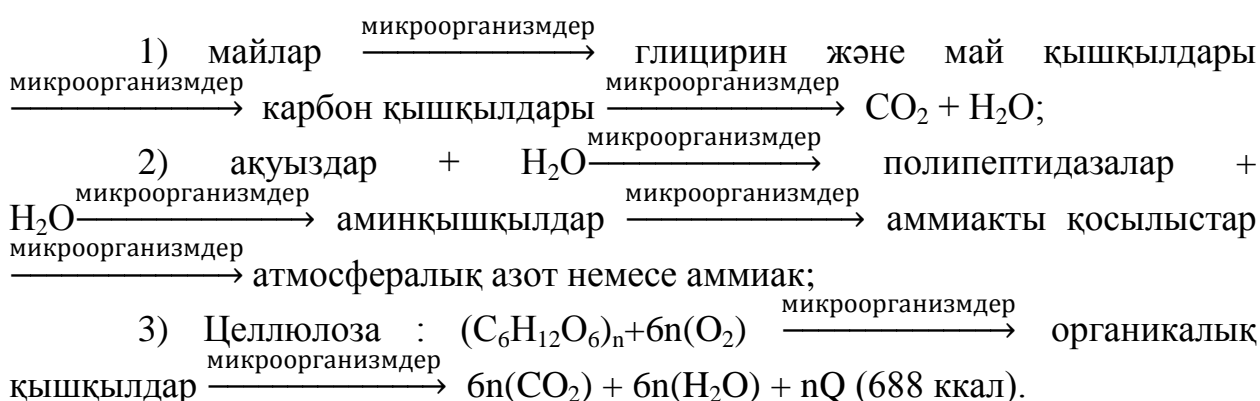 1) майлар микроорганизмдер → глицирин және май қышқылдары
микроорганизмдер → карбон қышқылдары микроорганизмдер → CO₂ + H₂O;
2) ақуыздар + H₂O микроорганизмдер → полипептидазалар +
H₂O микроорганизмдер → аминқышқылдар микроорганизмдер → аммиакты қосылыстар
микроорганизмдер → атмосфералық азот немесе аммиак;
3) Целлюлоза : (C₆H₁₂O₆)ₙ+6n(O₂) микроорганизмдер → органикалық
қышқылдар микроорганизмдер → 6n(CO₂) + 6n(H₂O) + nQ (688 ккал).